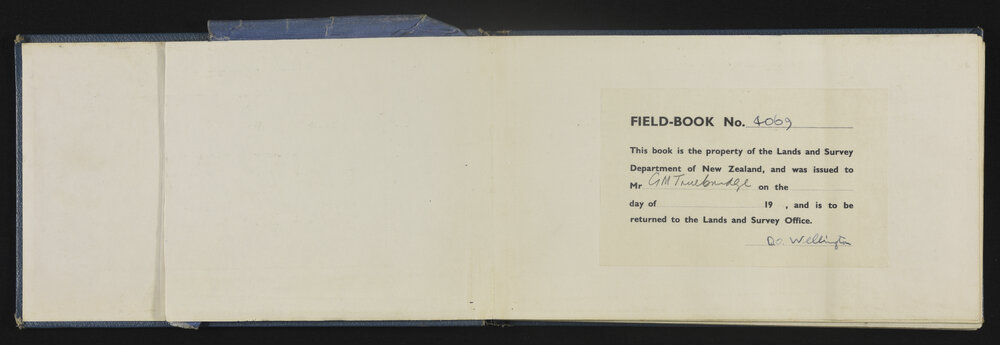 FIELD-BOOK No. 4069
This book is the property of the Lands and Survey
Department of New Zealand, and was issued to
Mr GM Truebridge on the
day of 19 , and is to be
returned to the Lands and Survey Office.
D.O. Wellington